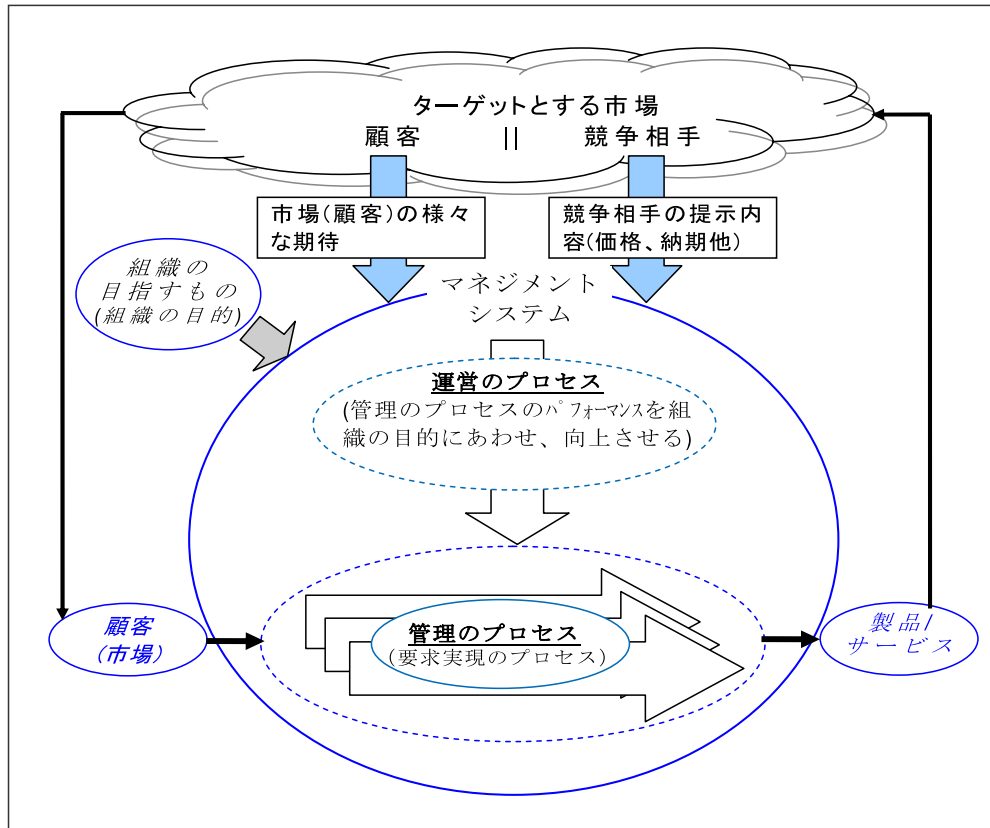 ターゲットとする市場
顧客 || 競争相手
市場(顧客)の様々
な期待
競争相手の提示内
容(価格、納期他)
組織の
目指すもの
(組織の目的)
マネジメント
システム
運営のプロセス
(管理のプロセスのﾊﾟﾌｫｰﾏﾝｽを組
織の目的にあわせ、向上させる)
顧客
(市場)
管理のプロセス
(要求実現のプロセス)
製品/
サービス